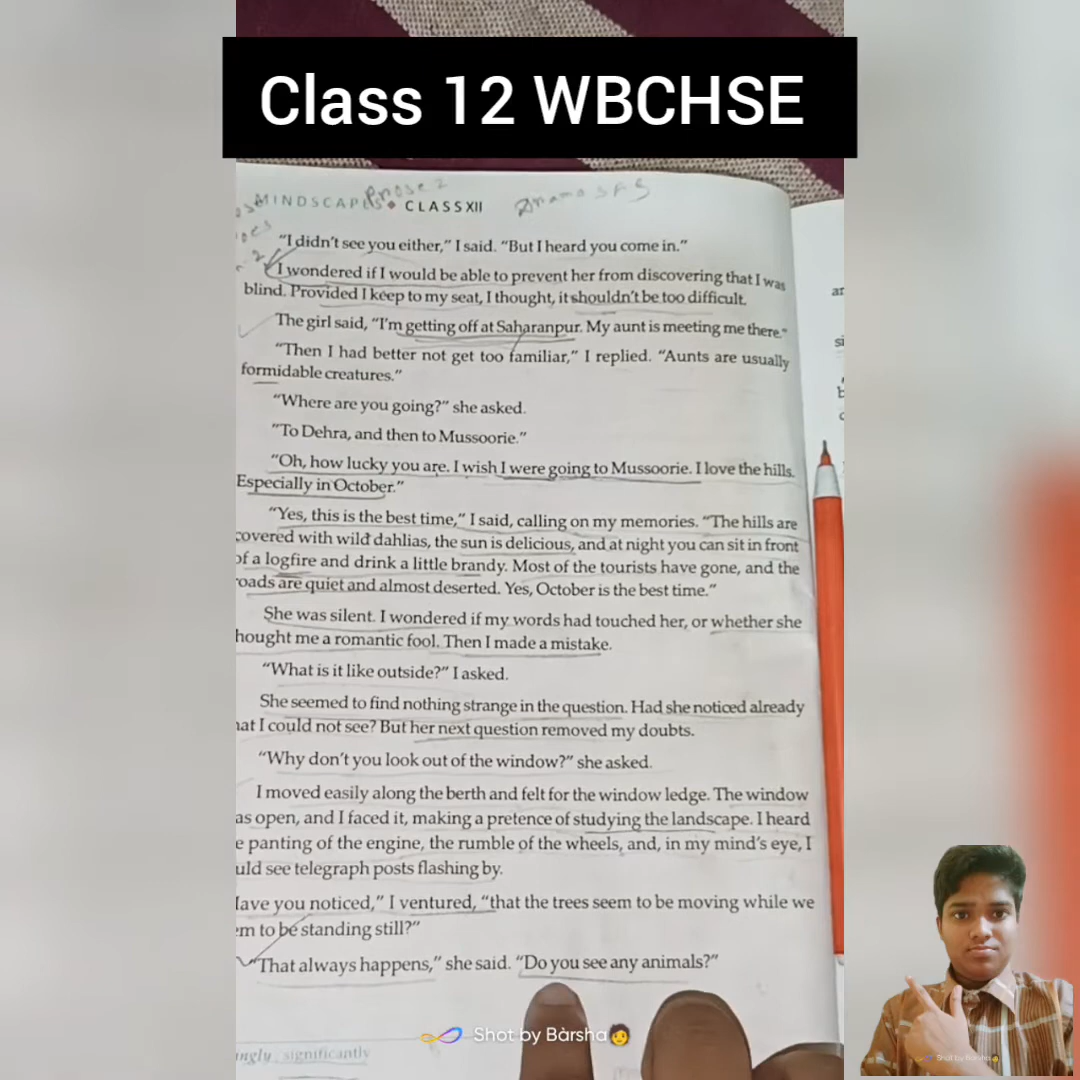 Class 12 WBCHSE
MINDSCAPES CLASS XII
Prose 2
"I didn't see you either," I said. "But I heard you come in."
I wondered if I would be able to prevent her from discovering that I was
blind. Provided I keep to my seat, I thought, it shouldn't be too difficult.
The girl said, "I'm getting off at Saharanpur. My aunt is meeting me there."
"Then I had better not get too familiar," I replied. "Aunts are usually
formidable creatures."
"Where are you going?" she asked.
"To Dehra, and then to Mussoorie."
"Oh, how lucky you are. I wish I were going to Mussoorie. I love the hills.
Especially in October."
"Yes, this is the best time," I said, calling on my memories. "The hills are
covered with wild dahlias, the sun is delicious, and at night you can sit in front
of a logfire and drink a little brandy. Most of the tourists have gone, and the
roads are quiet and almost deserted. Yes, October is the best time."
She was silent. I wondered if my words had touched her, or whether she
hought me a romantic fool. Then I made a mistake.
"What is it like outside?" I asked.
She seemed to find nothing strange in the question. Had she noticed already
hat I could not see? But her next question removed my doubts.
"Why don't you look out of the window?" she asked.
I moved easily along the berth and felt for the window ledge. The window
as open, and I faced it, making a pretence of studying the landscape. I heard
e panting of the engine, the rumble of the wheels, and, in my mind's eye, I
uld see telegraph posts flashing by.
Have you noticed," I ventured, "that the trees seem to be moving while we
em to be standing still?"
"That always happens," she said. "Do you see any animals?"
ingly, significantly
Shot by Bàrsha
Shot by Bàrsha